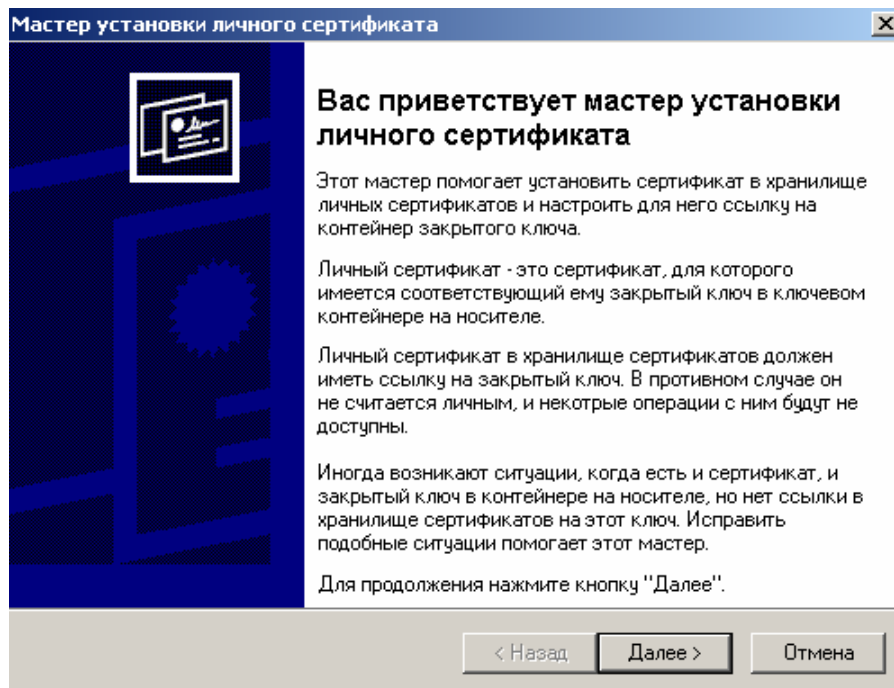 Мастер установки личного сертификата
Вас приветствует мастер установки
личного сертификата
Этот мастер помогает установить сертификат в хранилище
личных сертификатов и настроить для него ссылку на
контейнер закрытого ключа.
Личный сертификат - это сертификат, для которого
имеется соответствующий ему закрытый ключ в ключевом
контейнере на носителе.
Личный сертификат в хранилище сертификатов должен
иметь ссылку на закрытый ключ. В противном случае он
не считается личным, и некотрые операции с ним будут не
доступны.
Иногда возникают ситуации, когда есть и сертификат, и
закрытый ключ в контейнере на носителе, но нет ссылки в
хранилище сертификатов на этот ключ. Исправить
подобные ситуации помогает этот мастер.
Для продолжения нажмите кнопку "Далее".
< Назад Далее > Отмена